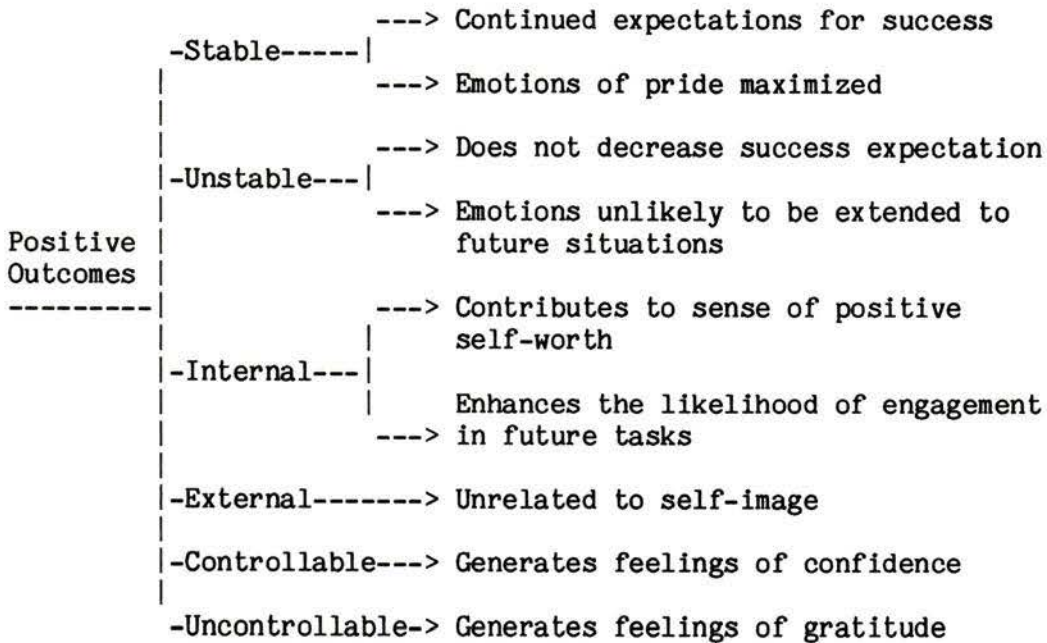 ---> Continued expectations for success
-Stable-----|
---> Emotions of pride maximized
---> Does not decrease success expectation
-Unstable---|
---> Emotions unlikely to be extended to
future situations
Positive
Outcomes
---------
---> Contributes to sense of positive
self-worth
-Internal---|
Enhances the likelihood of engagement
---> in future tasks
-External-------> Unrelated to self-image
-Controllable---> Generates feelings of confidence
-Uncontrollable-> Generates feelings of gratitude